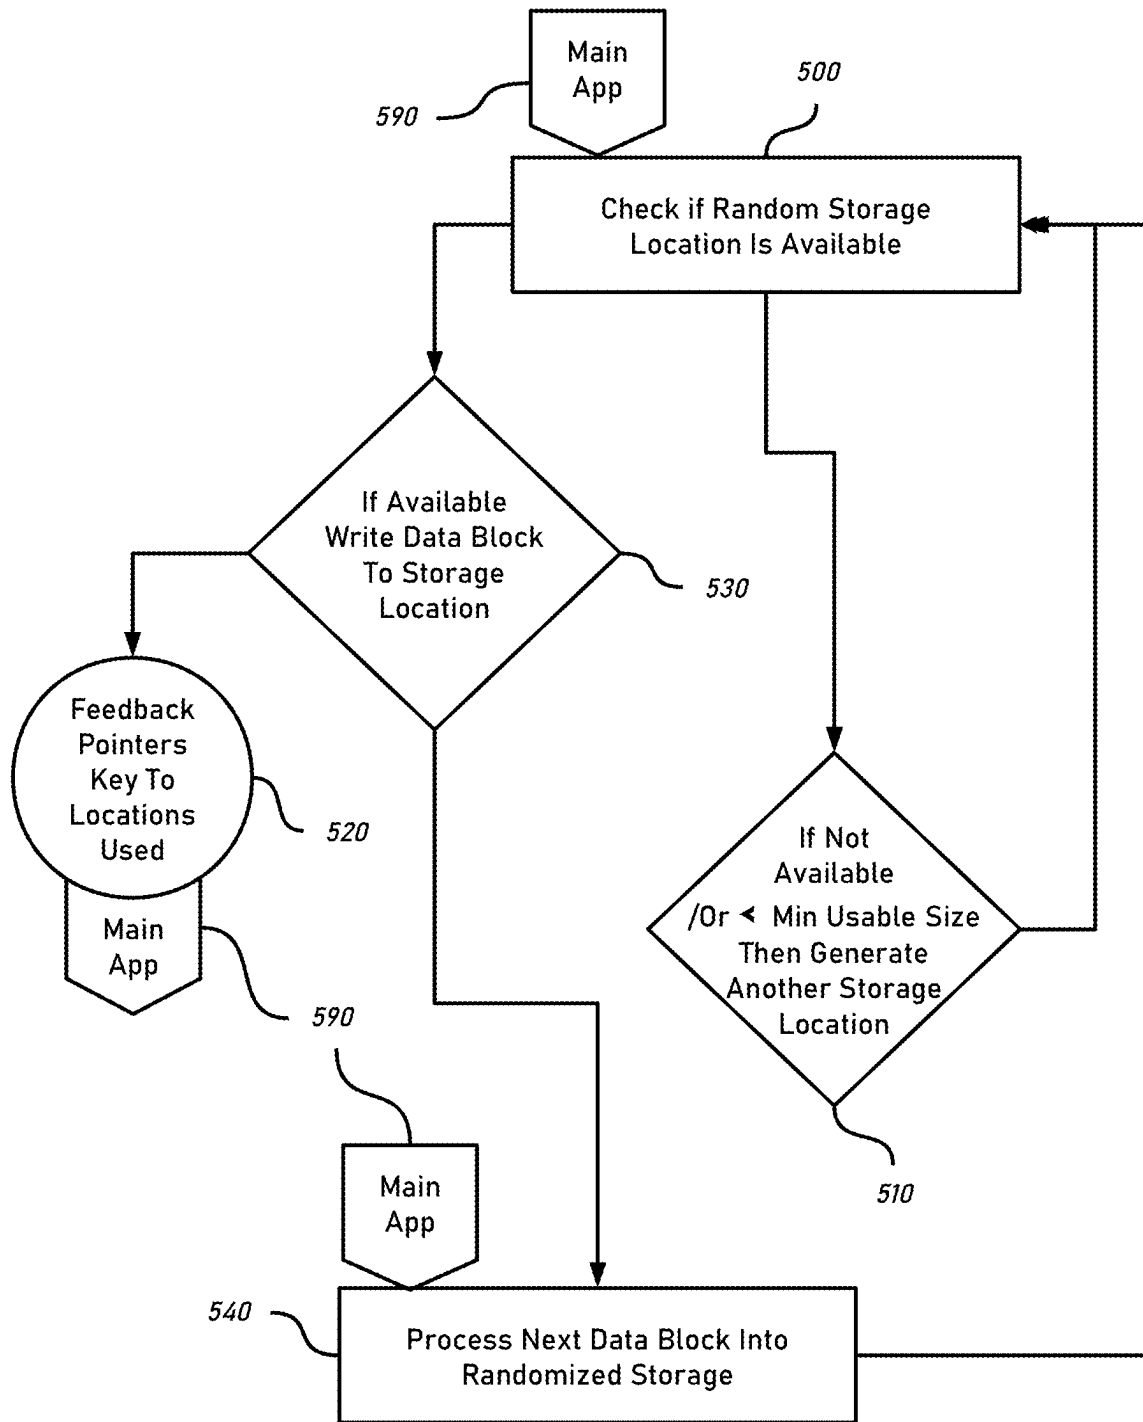 Main
App
590
500
Check if Random Storage
Location Is Available
If Available
Write Data Block
To Storage
Location
530
Feedback
Pointers
Key To
Locations
Used
520
Main
App
590
If Not
Available
/Or < Min Usable Size
Then Generate
Another Storage
Location
510
Main
App
540
Process Next Data Block Into
Randomized Storage